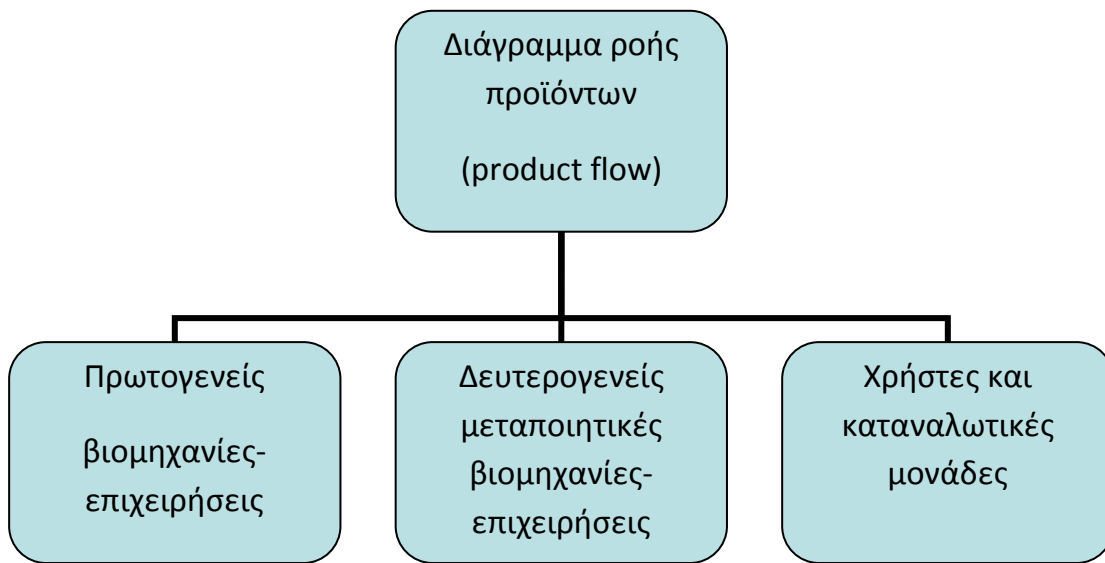 Διάγραμμα ροής
προϊόντων
(product flow)
Πρωτογενείς
βιομηχανίες-
επιχειρήσεις
Δευτερογενείς
μεταποιητικές
βιομηχανίες-
επιχειρήσεις
Χρήστες και
καταναλωτικές
μονάδες